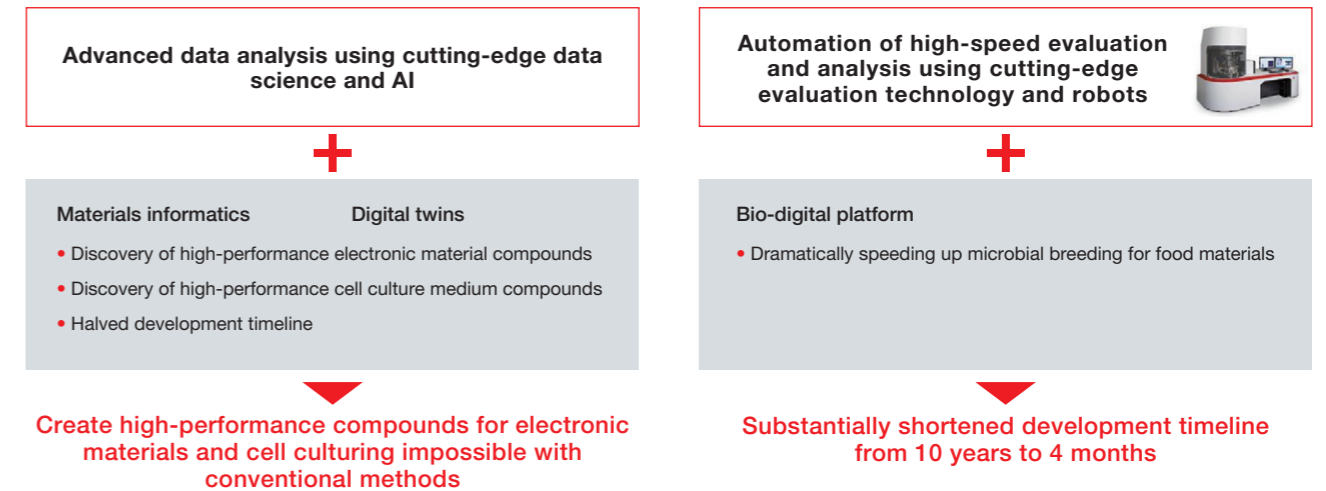 Advanced data analysis using cutting-edge data
science and AI
+
Materials informatics Digital twins
• Discovery of high-performance electronic material compounds
• Discovery of high-performance cell culture medium compounds
• Halved development timeline
Create high-performance compounds for electronic
materials and cell culturing impossible with
conventional methods
Automation of high-speed evaluation
and analysis using cutting-edge
evaluation technology and robots
+
Bio-digital platform
• Dramatically speeding up microbial breeding for food materials
Substantially shortened development timeline
from 10 years to 4 months